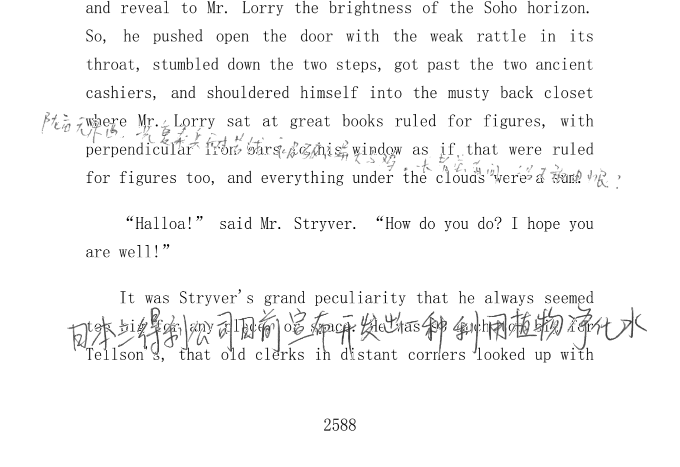 and reveal to Mr. Lorry the brightness of the Soho horizon.
So, he pushed open the door with the weak rattle in its
throat, stumbled down the two steps, got past the two ancient
cashiers, and shouldered himself into the musty back closet
where Mr. Lorry sat at great books ruled for figures, with
perpendicular iron bars to his window as if that were ruled
for figures too, and everything under the clouds were a sum.
“Halloa!” said Mr. Stryver. “How do you do? I hope you
are well!”
It was Stryver's grand peculiarity that he always seemed
too big for any place, or space. He was so much too big for
日本三得利公司日前宣布开发出一种利用植物净化水
Tellson's, that old clerks in distant corners looked up with
2588